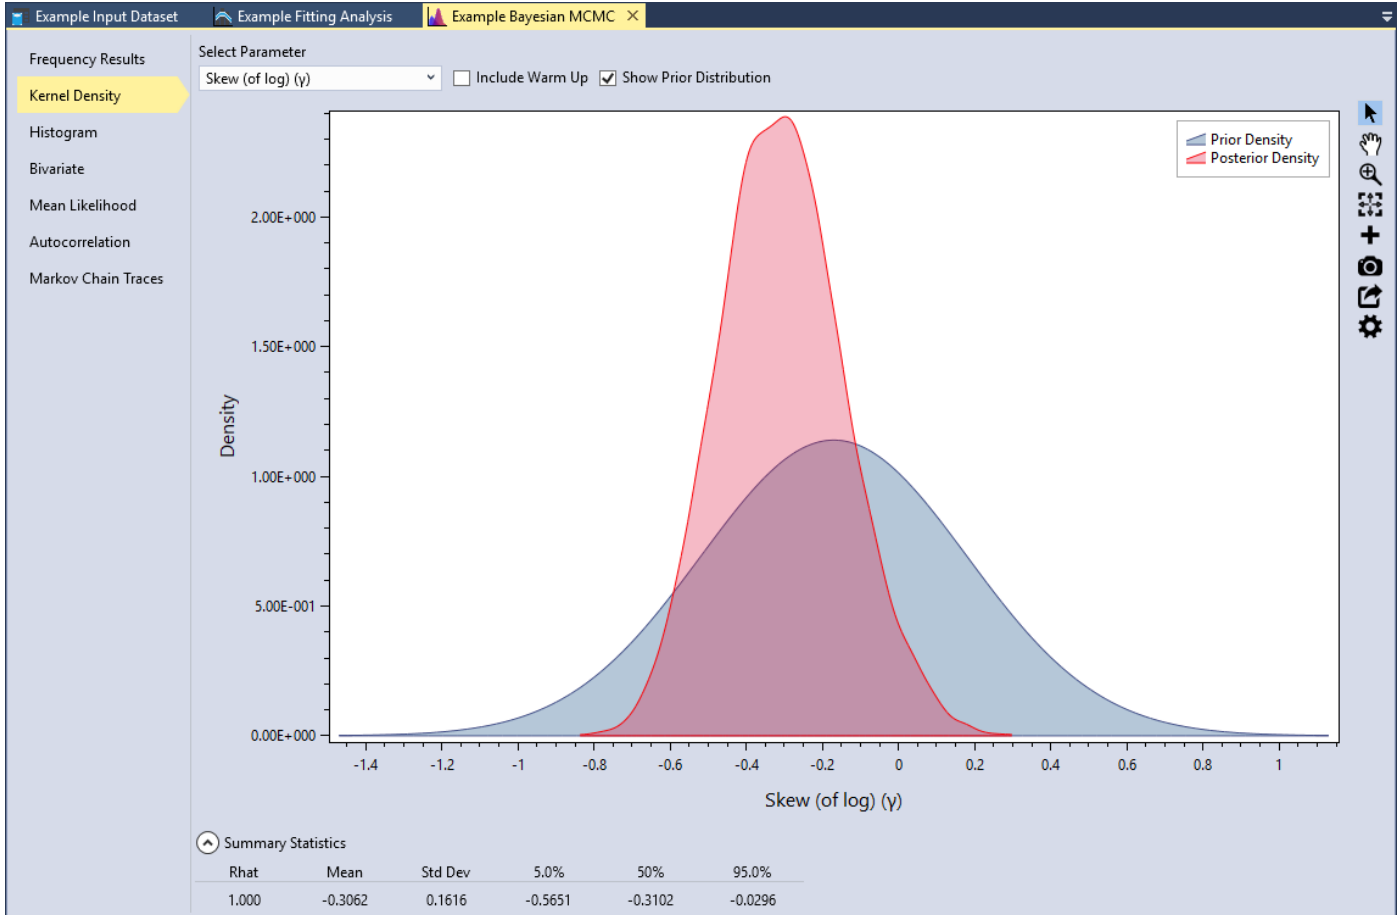 Example Input Dataset
Example Fitting Analysis
Example Bayesian MCMC
Frequency Results
Kernel Density
Histogram
Bivariate
Mean Likelihood
Autocorrelation
Markov Chain Traces
Select Parameter
Skew (of log) (γ)
Include Warm Up
Show Prior Distribution
Prior Density
Posterior Density
Density
2.00E+000
1.50E+000
1.00E+000
5.00E-001
0.00E+000
-1.4 -1.2 -1 -0.8 -0.6 -0.4 -0.2 0 0.2 0.4 0.6 0.8 1
Skew (of log) (γ)
Summary Statistics
Rhat Mean Std Dev 5.0% 50% 95.0%
1.000 -0.3062 0.1616 -0.5651 -0.3102 -0.0296